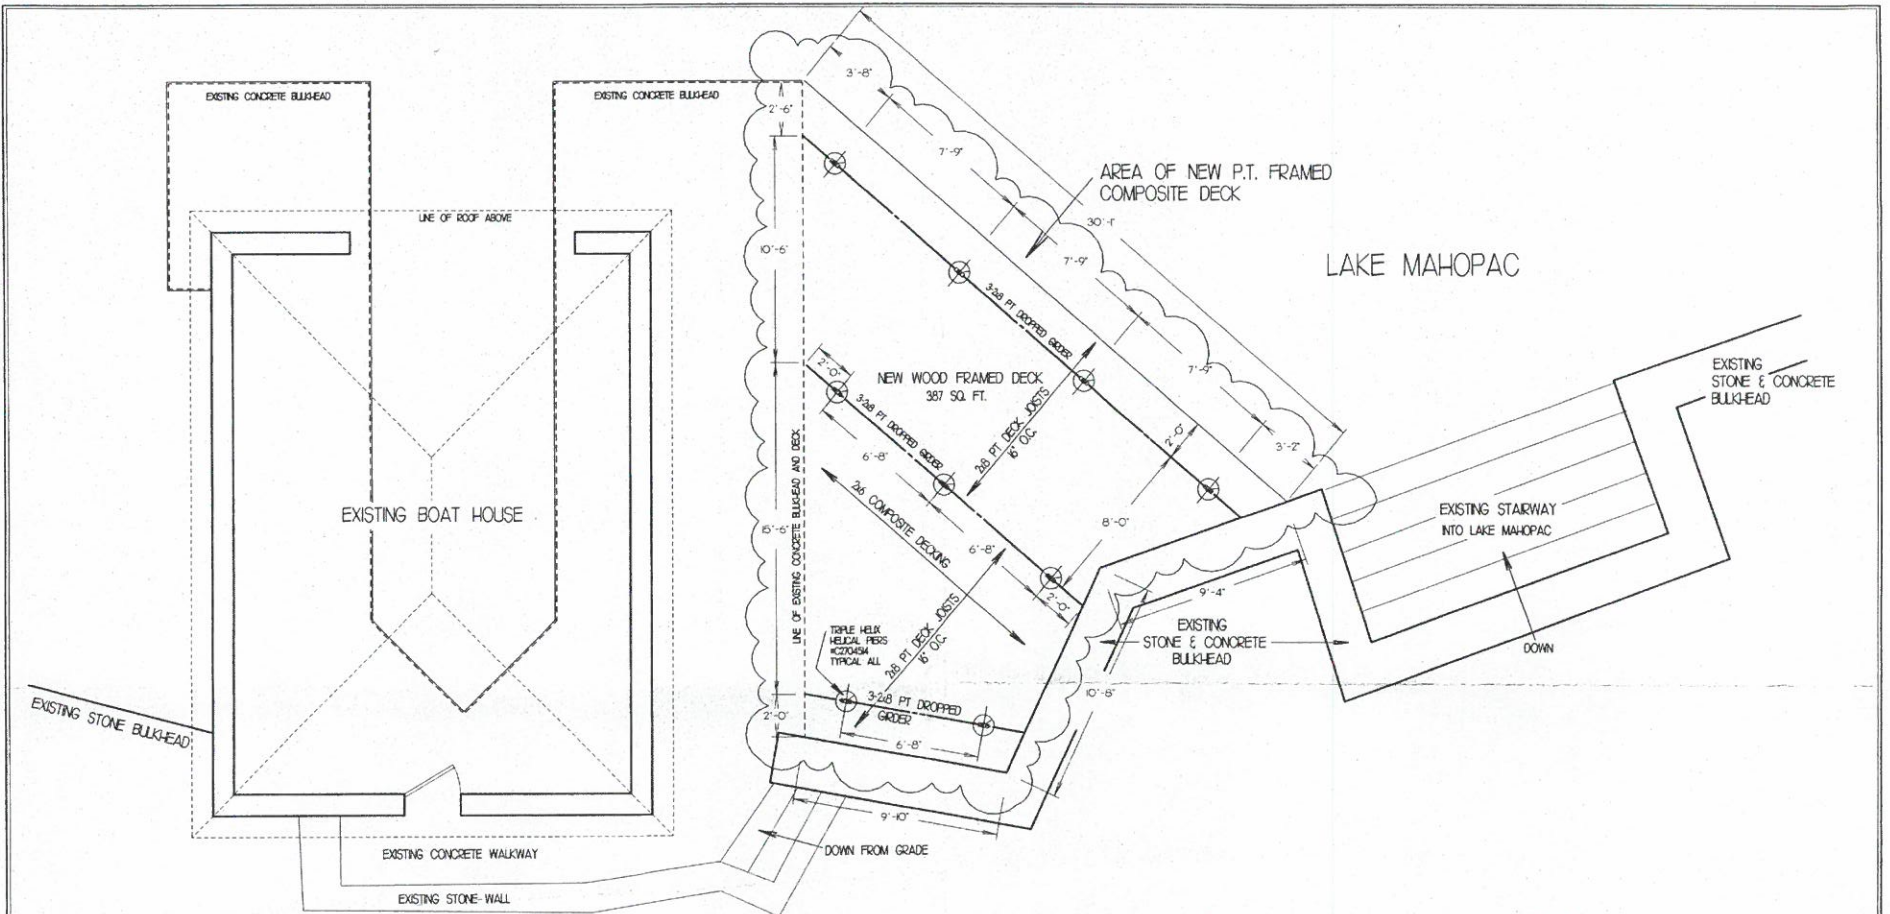 EXISTING CONCRETE BULKHEAD
EXISTING CONCRETE BULKHEAD
LINE OF ROOF ABOVE
EXISTING BOAT HOUSE
EXISTING STONE BULKHEAD
EXISTING CONCRETE WALKWAY
EXISTING STONE WALL
DOWN FROM GRADE
2'-6"
10'-6"
15'-6"
2'-0"
LINE OF EXISTING CONCRETE BULKHEAD AND DECK
3'-8"
7'-9"
7'-9"
7'-9"
3'-2"
30'-1"
AREA OF NEW P.T. FRAMED
COMPOSITE DECK
LAKE MAHOPAC
3-2x8 PT DROPPED GIRDER
NEW WOOD FRAMED DECK
387 SQ. FT.
2x8 PT DECK JOISTS
16" O.C.
2'-0"
3-2x8 PT DROPPED GIRDER
6'-8"
6'-8"
2'-0"
2'-0"
8'-0"
2x6 COMPOSITE DECKING
2x8 PT DECK JOISTS
16" O.C.
TRIPLE HELIX
HELICAL PIERS
TYPICAL ALL
3-2x8 PT DROPPED
GIRDER
6'-8"
9'-10"
10'-8"
9'-4"
EXISTING
STONE & CONCRETE
BULKHEAD
EXISTING STAIRWAY
INTO LAKE MAHOPAC
DOWN
EXISTING
STONE & CONCRETE
BULKHEAD